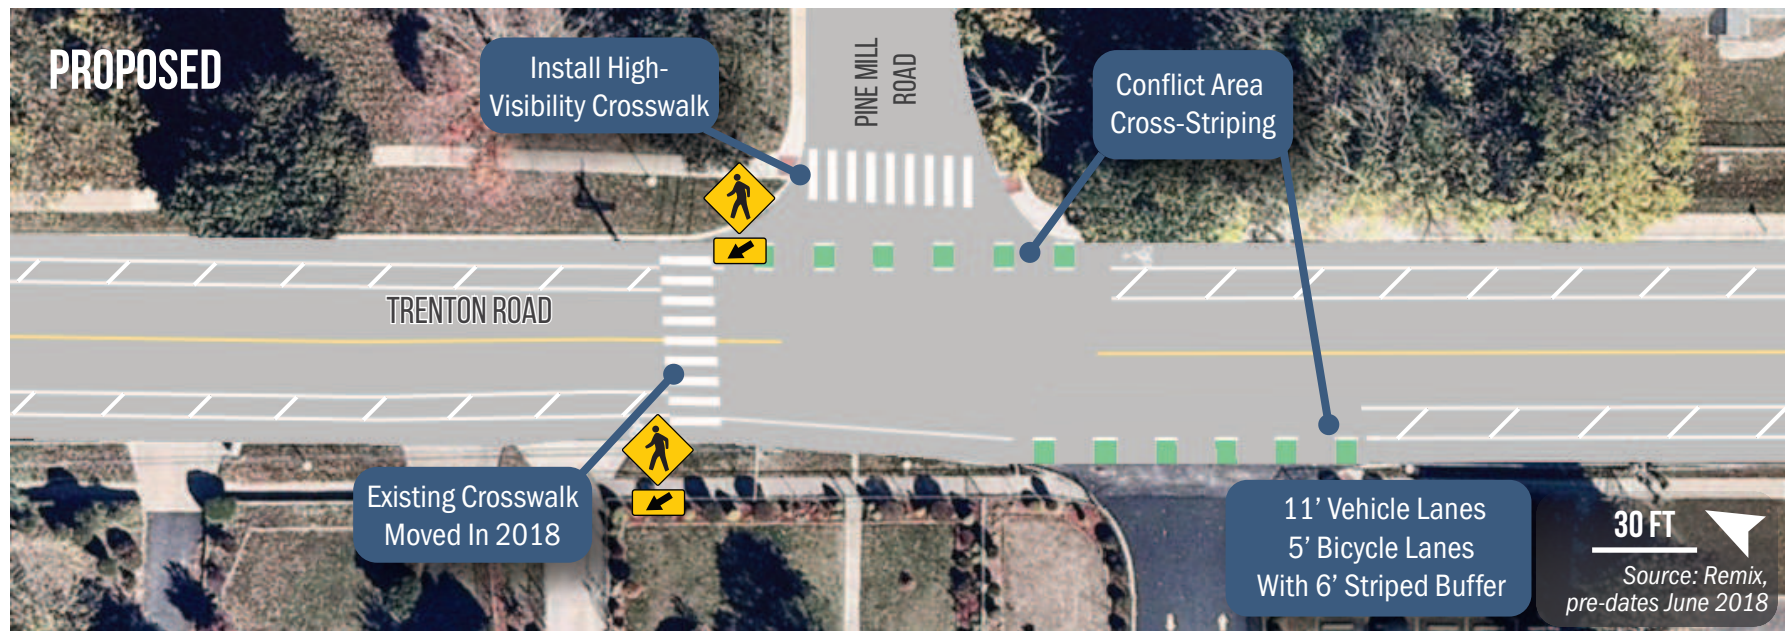 PROPOSED
Install High-
Visibility Crosswalk
PINE MILL
ROAD
Conflict Area
Cross-Striping
TRENTON ROAD
Existing Crosswalk
Moved In 2018
11’ Vehicle Lanes
5’ Bicycle Lanes
With 6’ Striped Buffer
30 FT
Source: Remix,
pre-dates June 2018